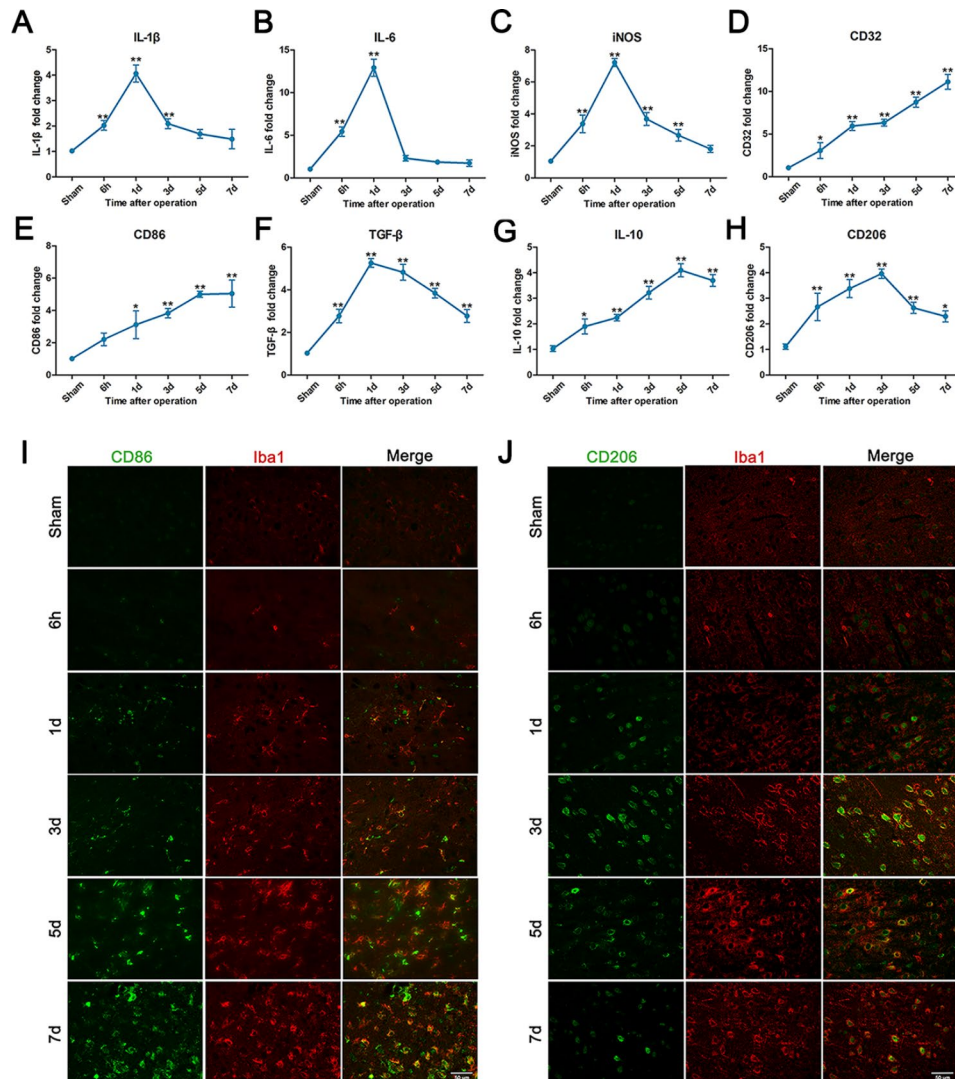 A
IL-1β
IL-1β fold change
5
4
3
2
1
0
**
**
**
Sham
6h
1d
3d
5d
7d
Time after operation
B
IL-6
IL-6 fold change
15
10
5
0
**
**
Sham
6h
1d
3d
5d
7d
Time after operation
C
iNOS
iNOS fold change
8
6
4
2
0
**
**
**
**
Sham
6h
1d
3d
5d
7d
Time after operation
D
CD32
CD32 fold change
15
10
5
0
*
**
**
**
**
Sham
6h
1d
3d
5d
7d
Time after operation
E
CD86
CD86 fold change
8
6
4
2
0
*
**
**
**
Sham
6h
1d
3d
5d
7d
Time after operation
F
TGF-β
TGF-β fold change
6
4
2
0
**
**
**
**
**
Sham
6h
1d
3d
5d
7d
Time after operation
G
IL-10
IL-10 fold change
5
4
3
2
1
0
*
**
**
**
**
Sham
6h
1d
3d
5d
7d
Time after operation
H
CD206
CD206 fold change
5
4
3
2
1
0
**
**
**
**
*
Sham
6h
1d
3d
5d
7d
Time after operation
I
CD86
Iba1
Merge
Sham
6h
1d
3d
5d
7d
50 μm
J
CD206
Iba1
Merge
Sham
6h
1d
3d
5d
7d
50 μm